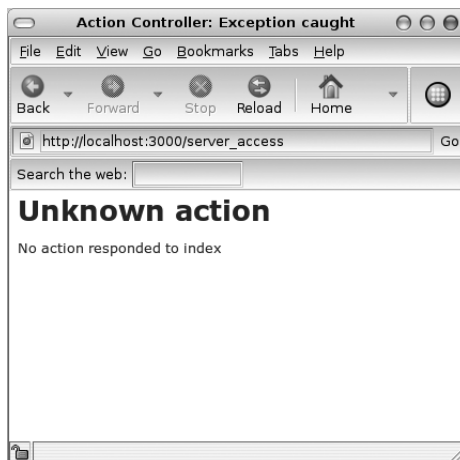 Action Controller: Exception caught
File Edit View Go Bookmarks Tabs Help
Back Forward Stop Reload Home
http://localhost:3000/server_access Go
Search the web:
Unknown action
No action responded to index